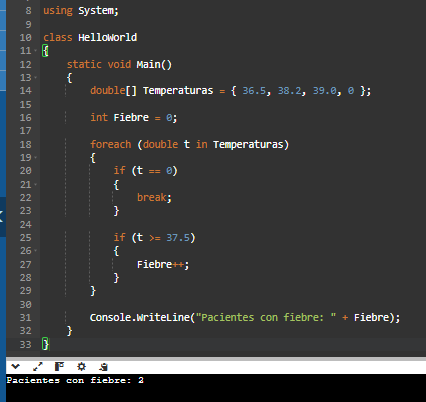 8 using System;
9
10 class HelloWorld
11 {
12 static void Main()
13 {
14 double[] Temperaturas = { 36.5, 38.2, 39.0, 0 };
15
16 int Fiebre = 0;
17
18 foreach (double t in Temperaturas)
19 {
20 if (t == 0)
21 {
22 break;
23 }
24
25 if (t >= 37.5)
26 {
27 Fiebre++;
28 }
29 }
30
31 Console.WriteLine("Pacientes con fiebre: " + Fiebre);
32 }
33 }
Pacientes con fiebre: 2